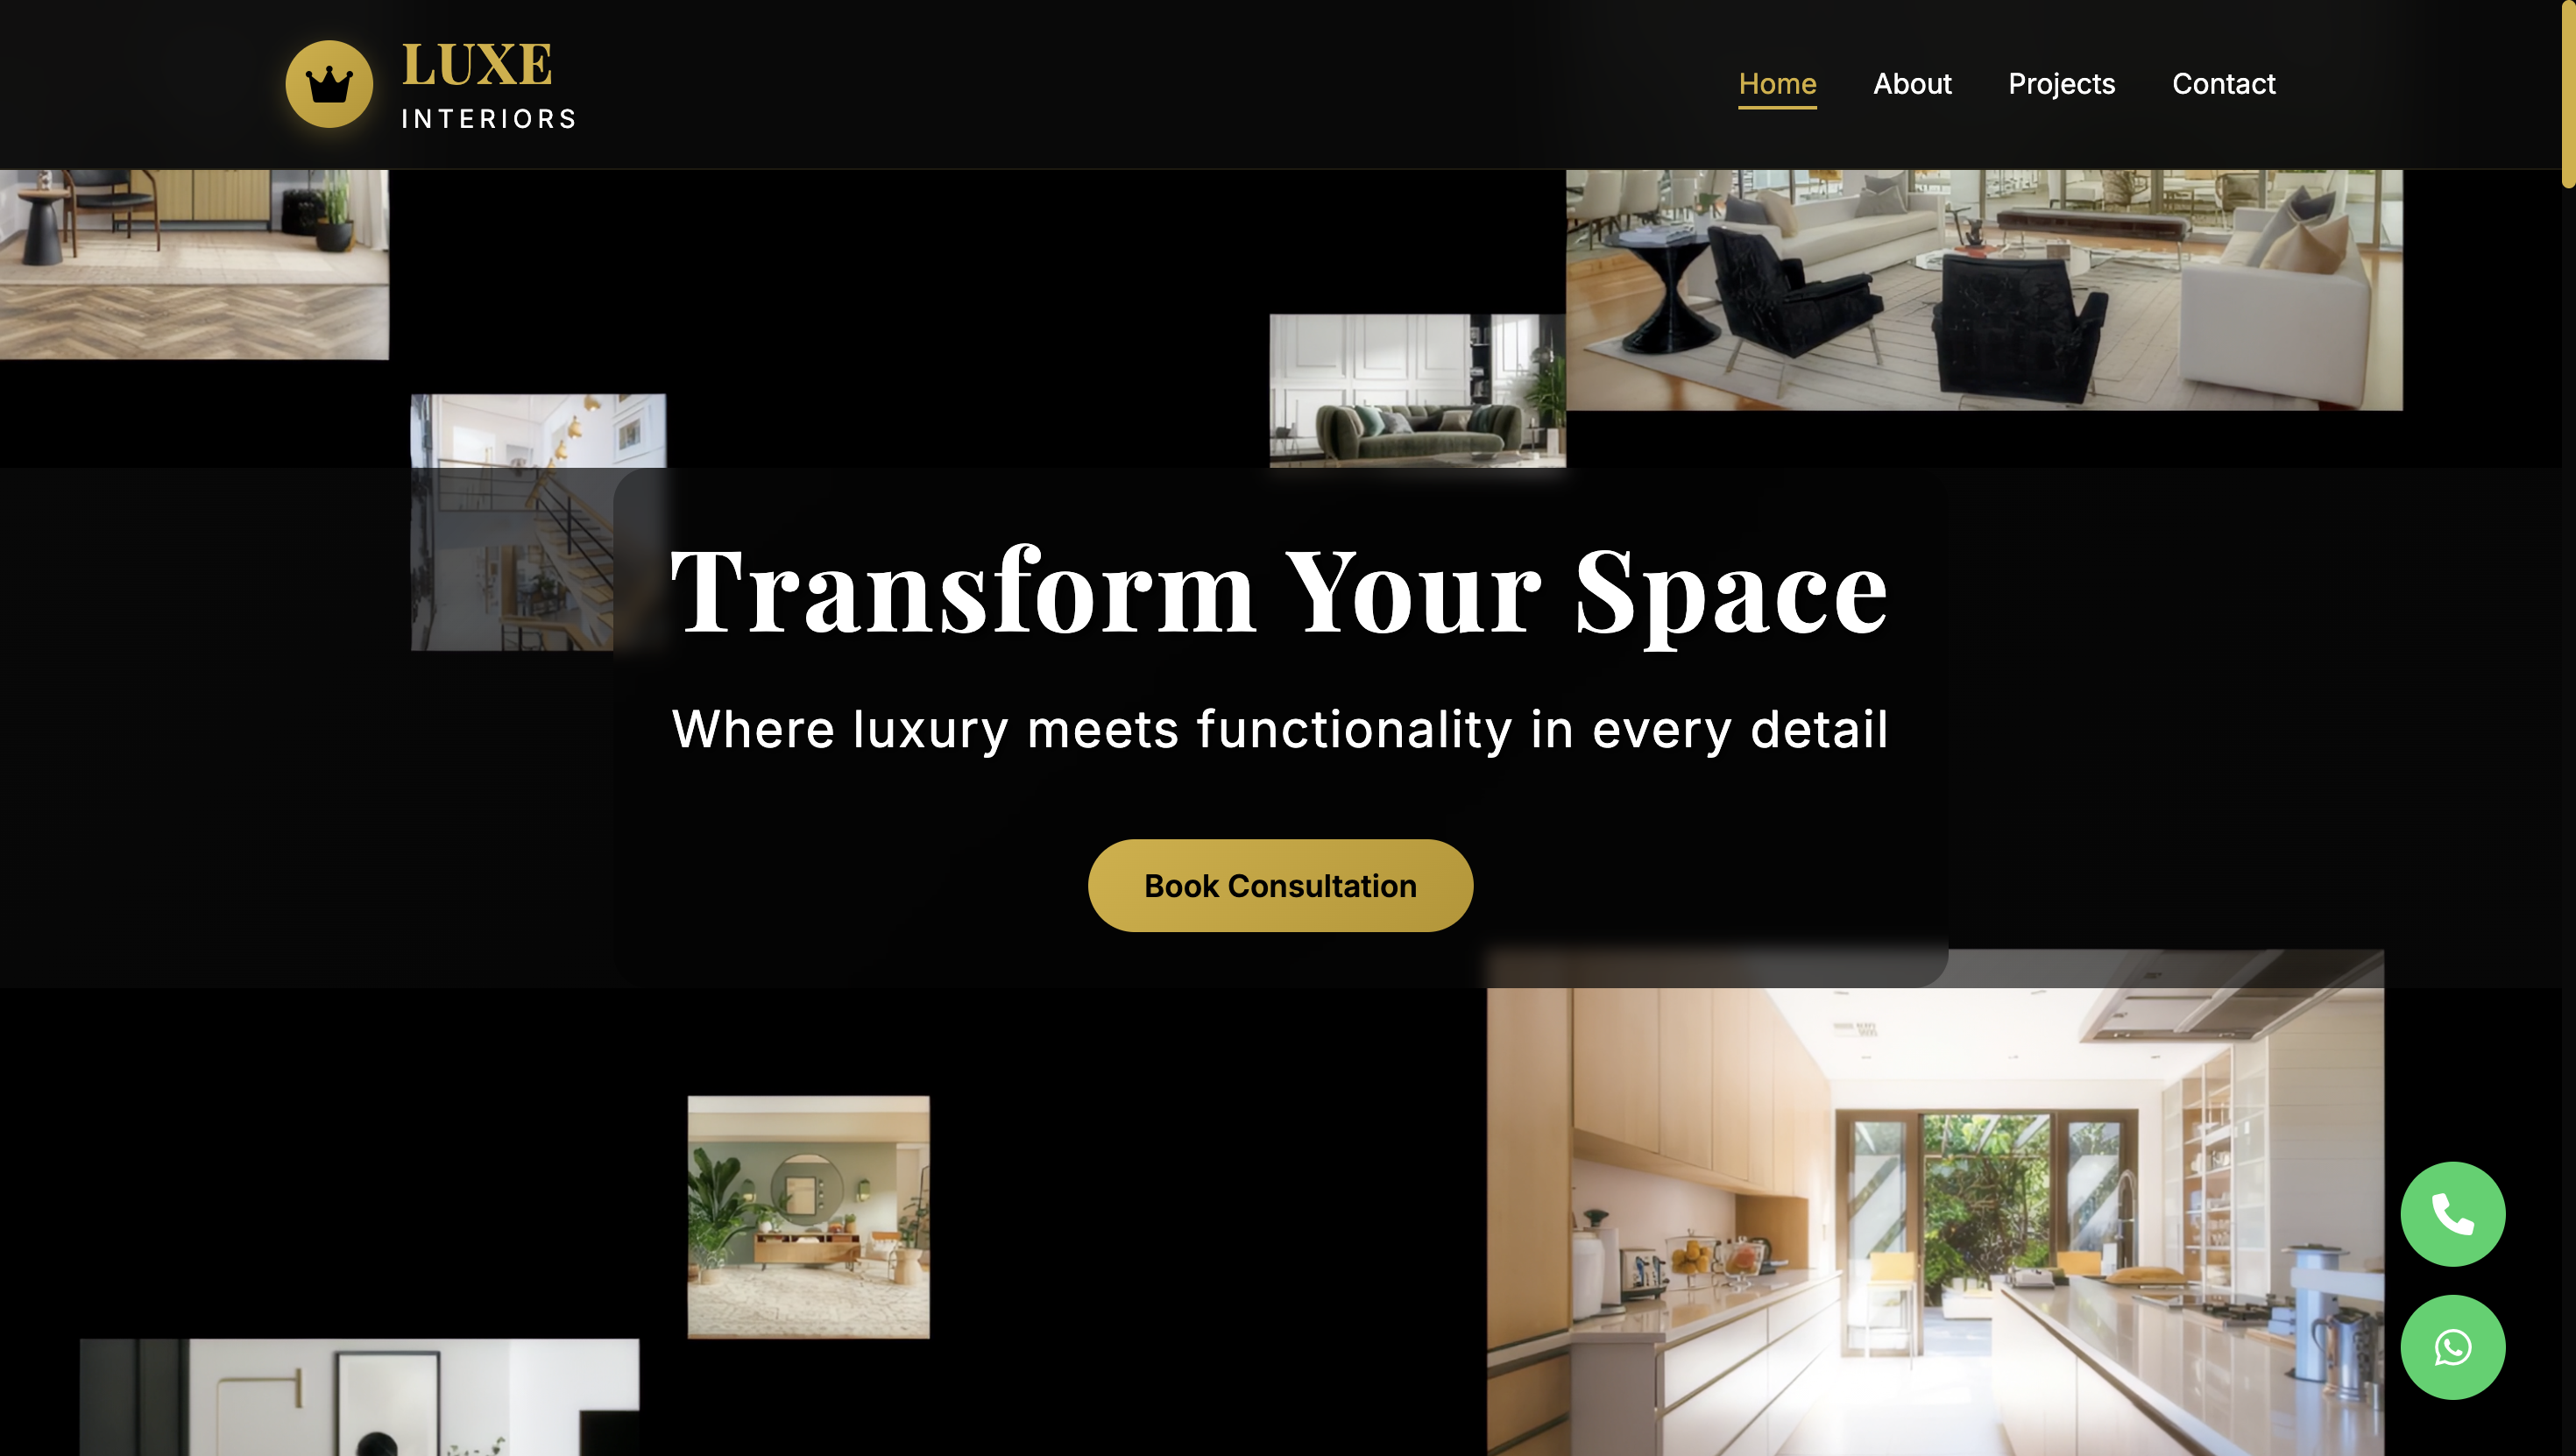 LUXE
INTERIORS
Home
About
Projects
Contact
Transform Your Space
Where luxury meets functionality in every detail
Book Consultation